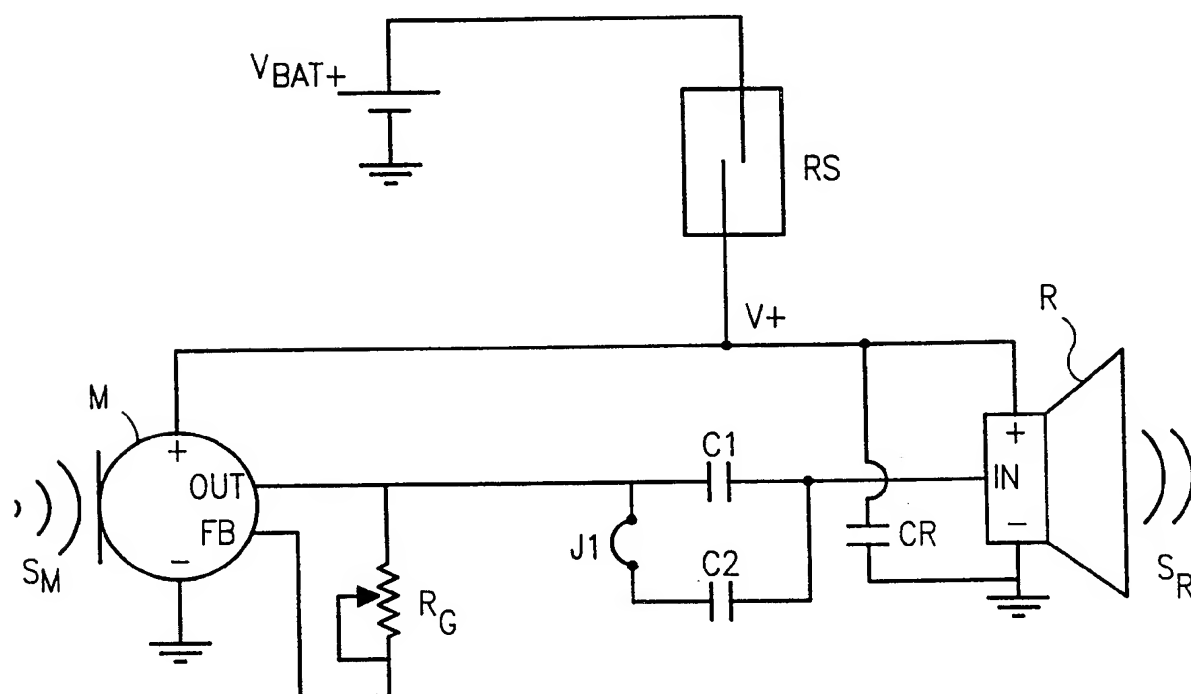 VBAT+
RS
V+
R
M
+
+
C1
OUT
IN
FB
J1
CR
−
−
C2
SM
SR
RG